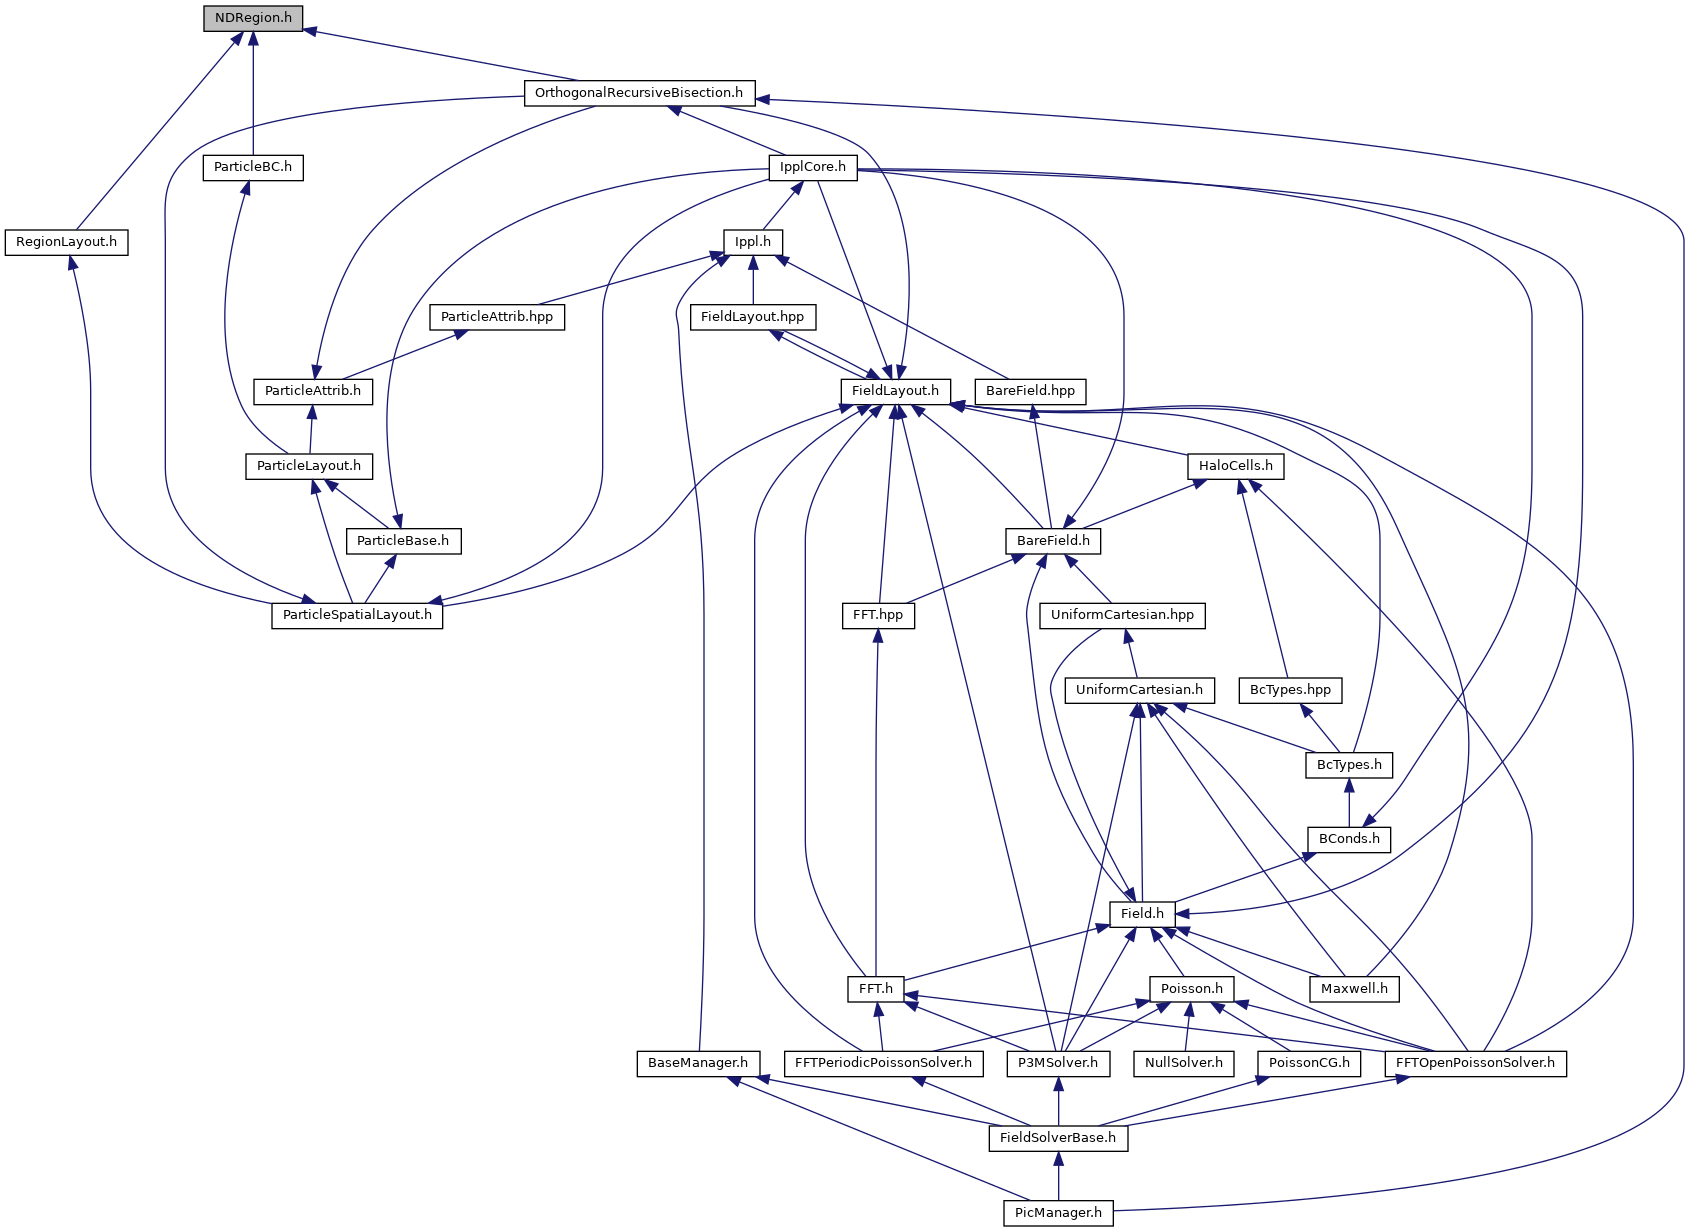 NDRegion.h
OrthogonalRecursiveBisection.h
ParticleBC.h
IpplCore.h
RegionLayout.h
Ippl.h
ParticleAttrib.hpp
FieldLayout.hpp
ParticleAttrib.h
FieldLayout.h
BareField.hpp
ParticleLayout.h
HaloCells.h
ParticleBase.h
BareField.h
ParticleSpatialLayout.h
FFT.hpp
UniformCartesian.hpp
UniformCartesian.h
BcTypes.hpp
BcTypes.h
BConds.h
Field.h
FFT.h
Poisson.h
Maxwell.h
BaseManager.h
FFTPeriodicPoissonSolver.h
P3MSolver.h
NullSolver.h
PoissonCG.h
FFTOpenPoissonSolver.h
FieldSolverBase.h
PicManager.h